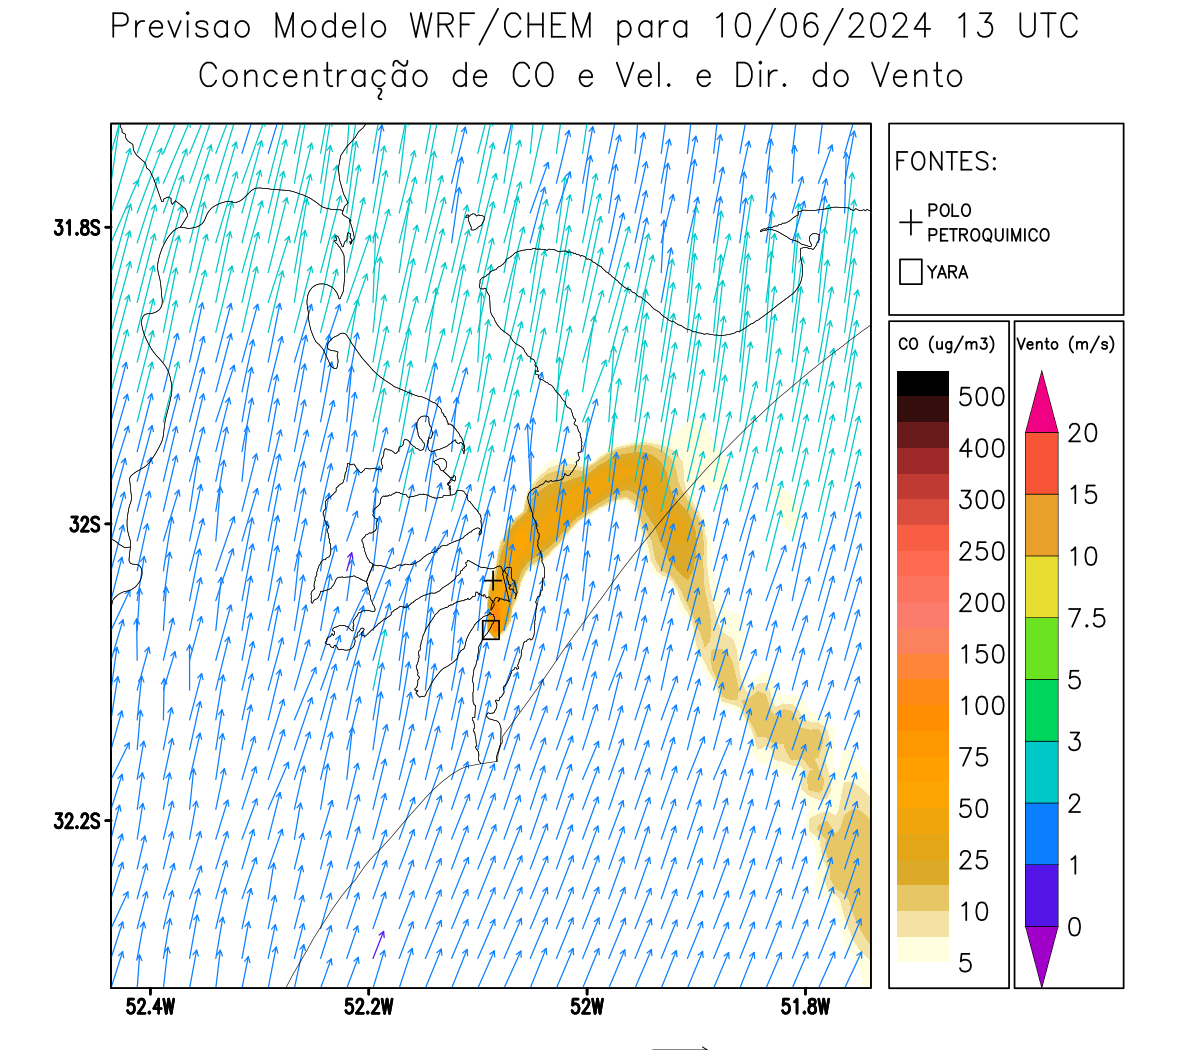 Previsao Modelo WRF/CHEM para 10/06/2024 13 UTC
Concentração de CO e Vel. e Dir. do Vento
FONTES:
POLO
PETROQUIMICO
YARA
CO (ug/m3)
500
400
300
250
200
150
100
75
50
25
10
5
Vento (m/s)
20
15
10
7.5
5
3
2
1
0
31.8S
32S
32.2S
52.4W
52.2W
52W
51.8W